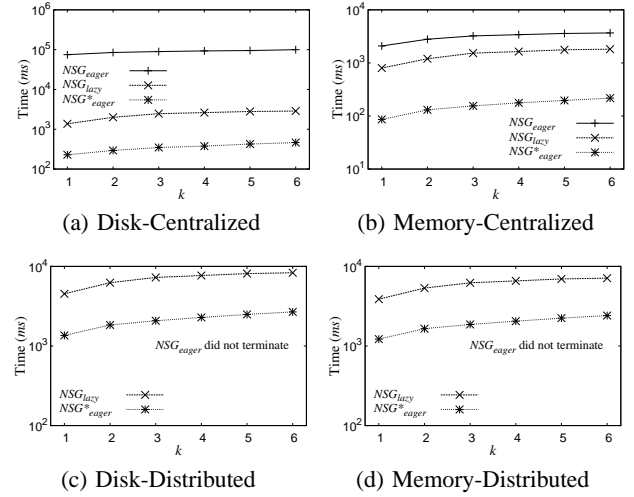 10^6
10^5
10^4
10^3
10^2
Time (ms)
NSG_eager
NSG_lazy
NSG*_eager
1 2 3 4 5 6
k
(a) Disk-Centralized
10^4
10^3
10^2
10^1
Time (ms)
NSG_eager
NSG_lazy
NSG*_eager
1 2 3 4 5 6
k
(b) Memory-Centralized
10^4
10^3
10^2
Time (ms)
NSG_eager did not terminate
NSG_lazy
NSG*_eager
1 2 3 4 5 6
k
(c) Disk-Distributed
10^4
10^3
10^2
Time (ms)
NSG_eager did not terminate
NSG_lazy
NSG*_eager
1 2 3 4 5 6
k
(d) Memory-Distributed